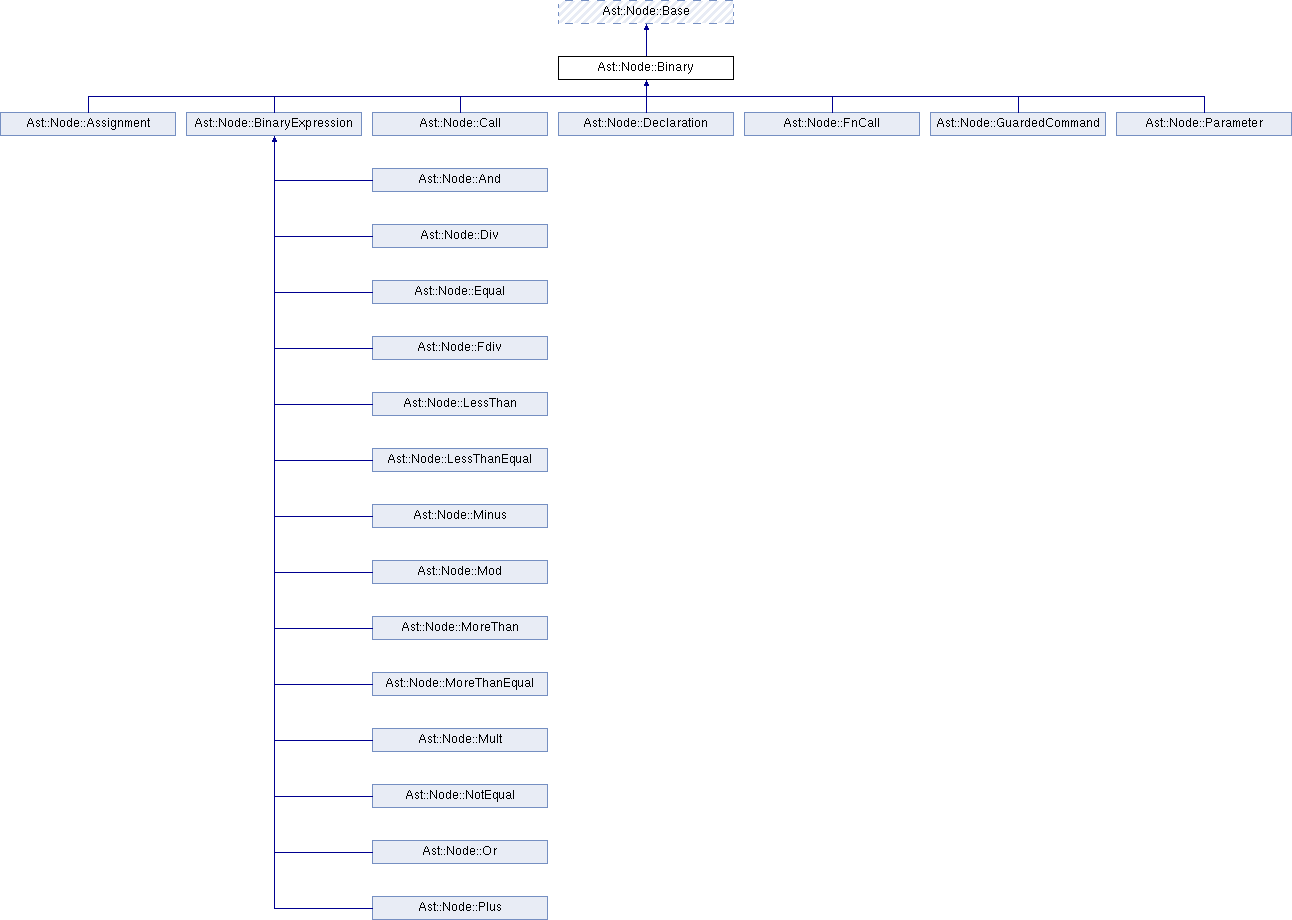 Ast::Node::Base
Ast::Node::Binary
Ast::Node::Assignment
Ast::Node::BinaryExpression
Ast::Node::Call
Ast::Node::Declaration
Ast::Node::FnCall
Ast::Node::GuardedCommand
Ast::Node::Parameter
Ast::Node::And
Ast::Node::Div
Ast::Node::Equal
Ast::Node::Fdiv
Ast::Node::LessThan
Ast::Node::LessThanEqual
Ast::Node::Minus
Ast::Node::Mod
Ast::Node::MoreThan
Ast::Node::MoreThanEqual
Ast::Node::Mult
Ast::Node::NotEqual
Ast::Node::Or
Ast::Node::Plus